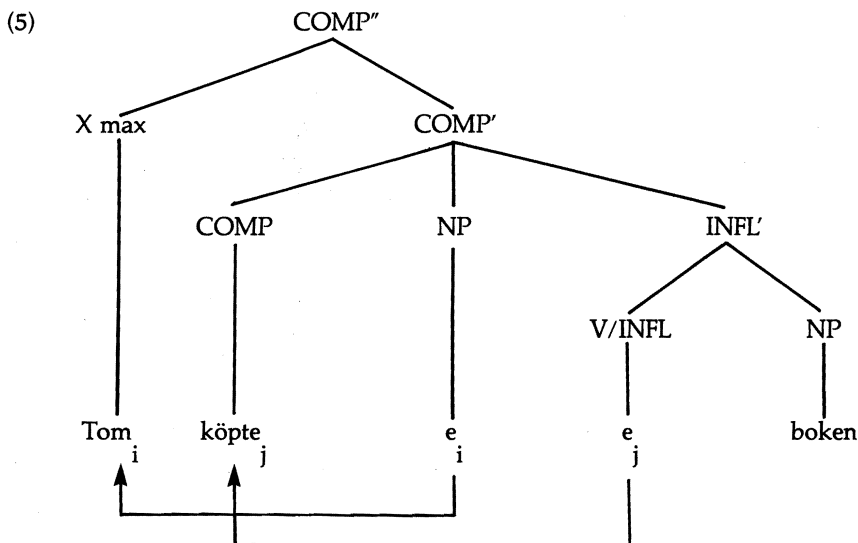 (5) COMP″
X max COMP′
COMP NP INFL′
V/INFL NP
Tom i köpte j e i e j boken